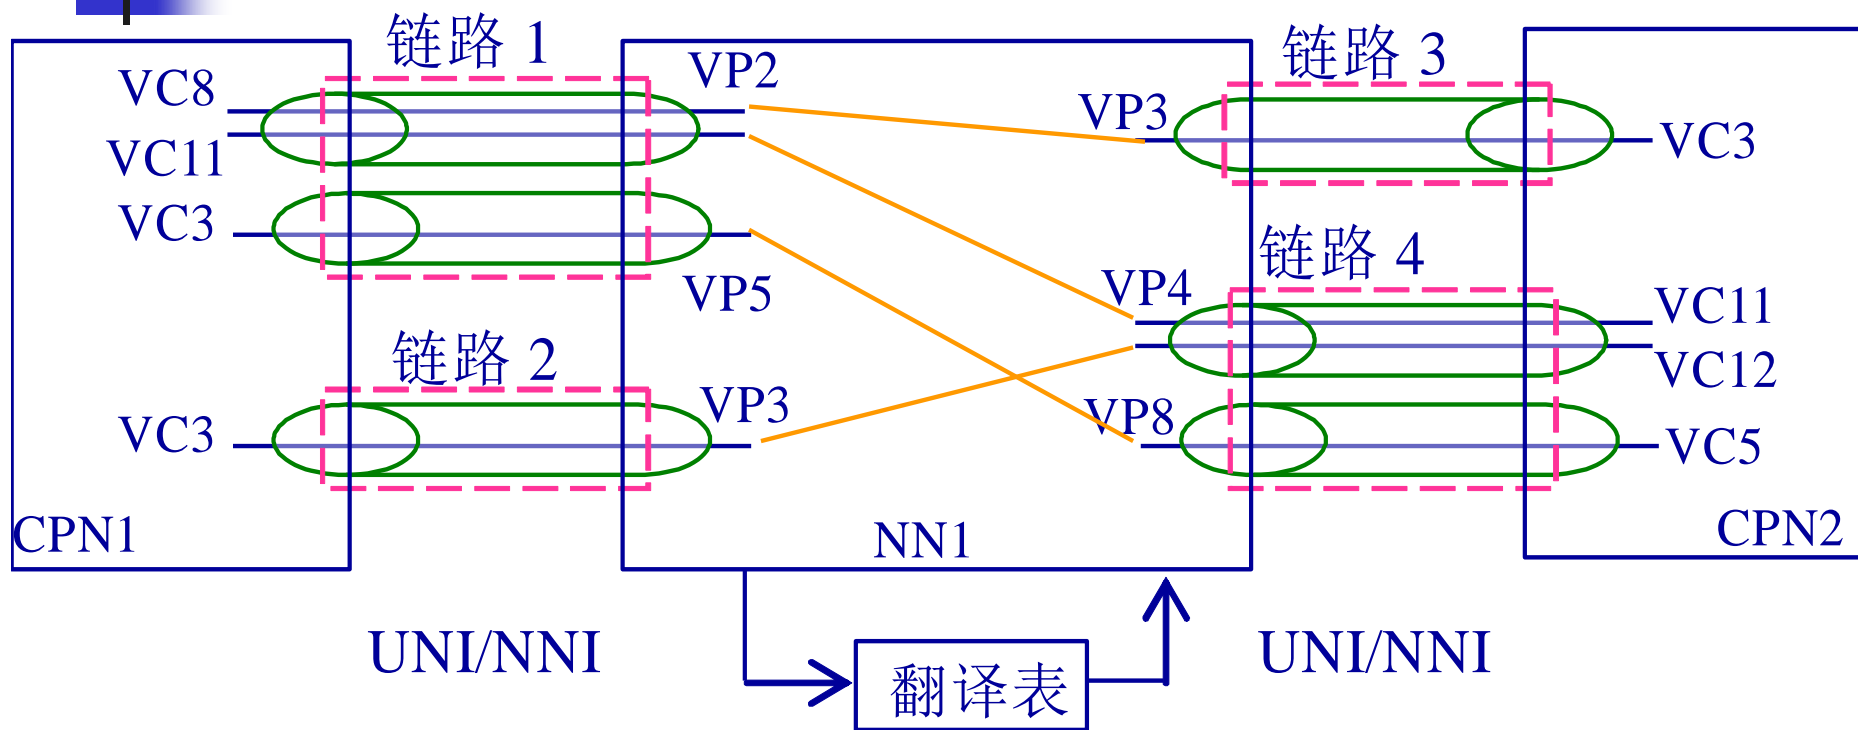 链路 1
VC8
VC11
VC3
VP2
VP5
链路 2
VC3
VP3
CPN1
链路 3
VP3
VC3
链路 4
VP4
VC11
VC12
VP8
VC5
NN1
CPN2
UNI/NNI
UNI/NNI
翻译表